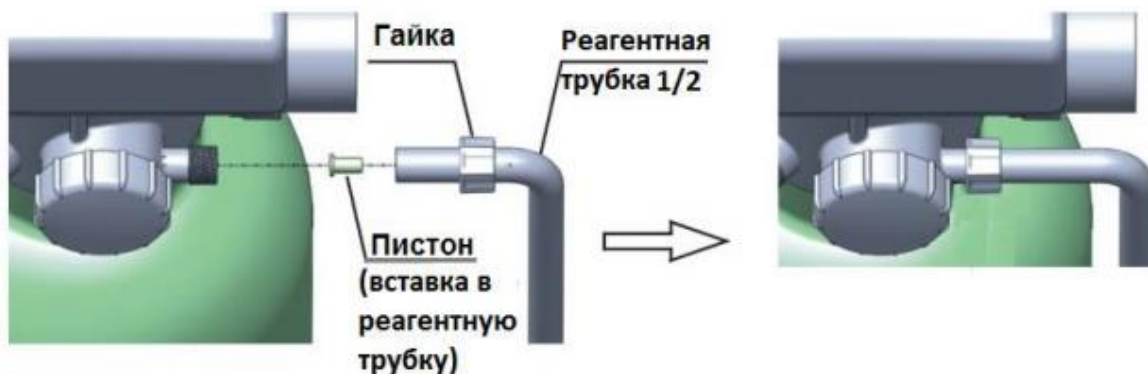 Гайка
Реагентная
трубка 1/2
Пистон
(вставка в
реагентную
трубку)